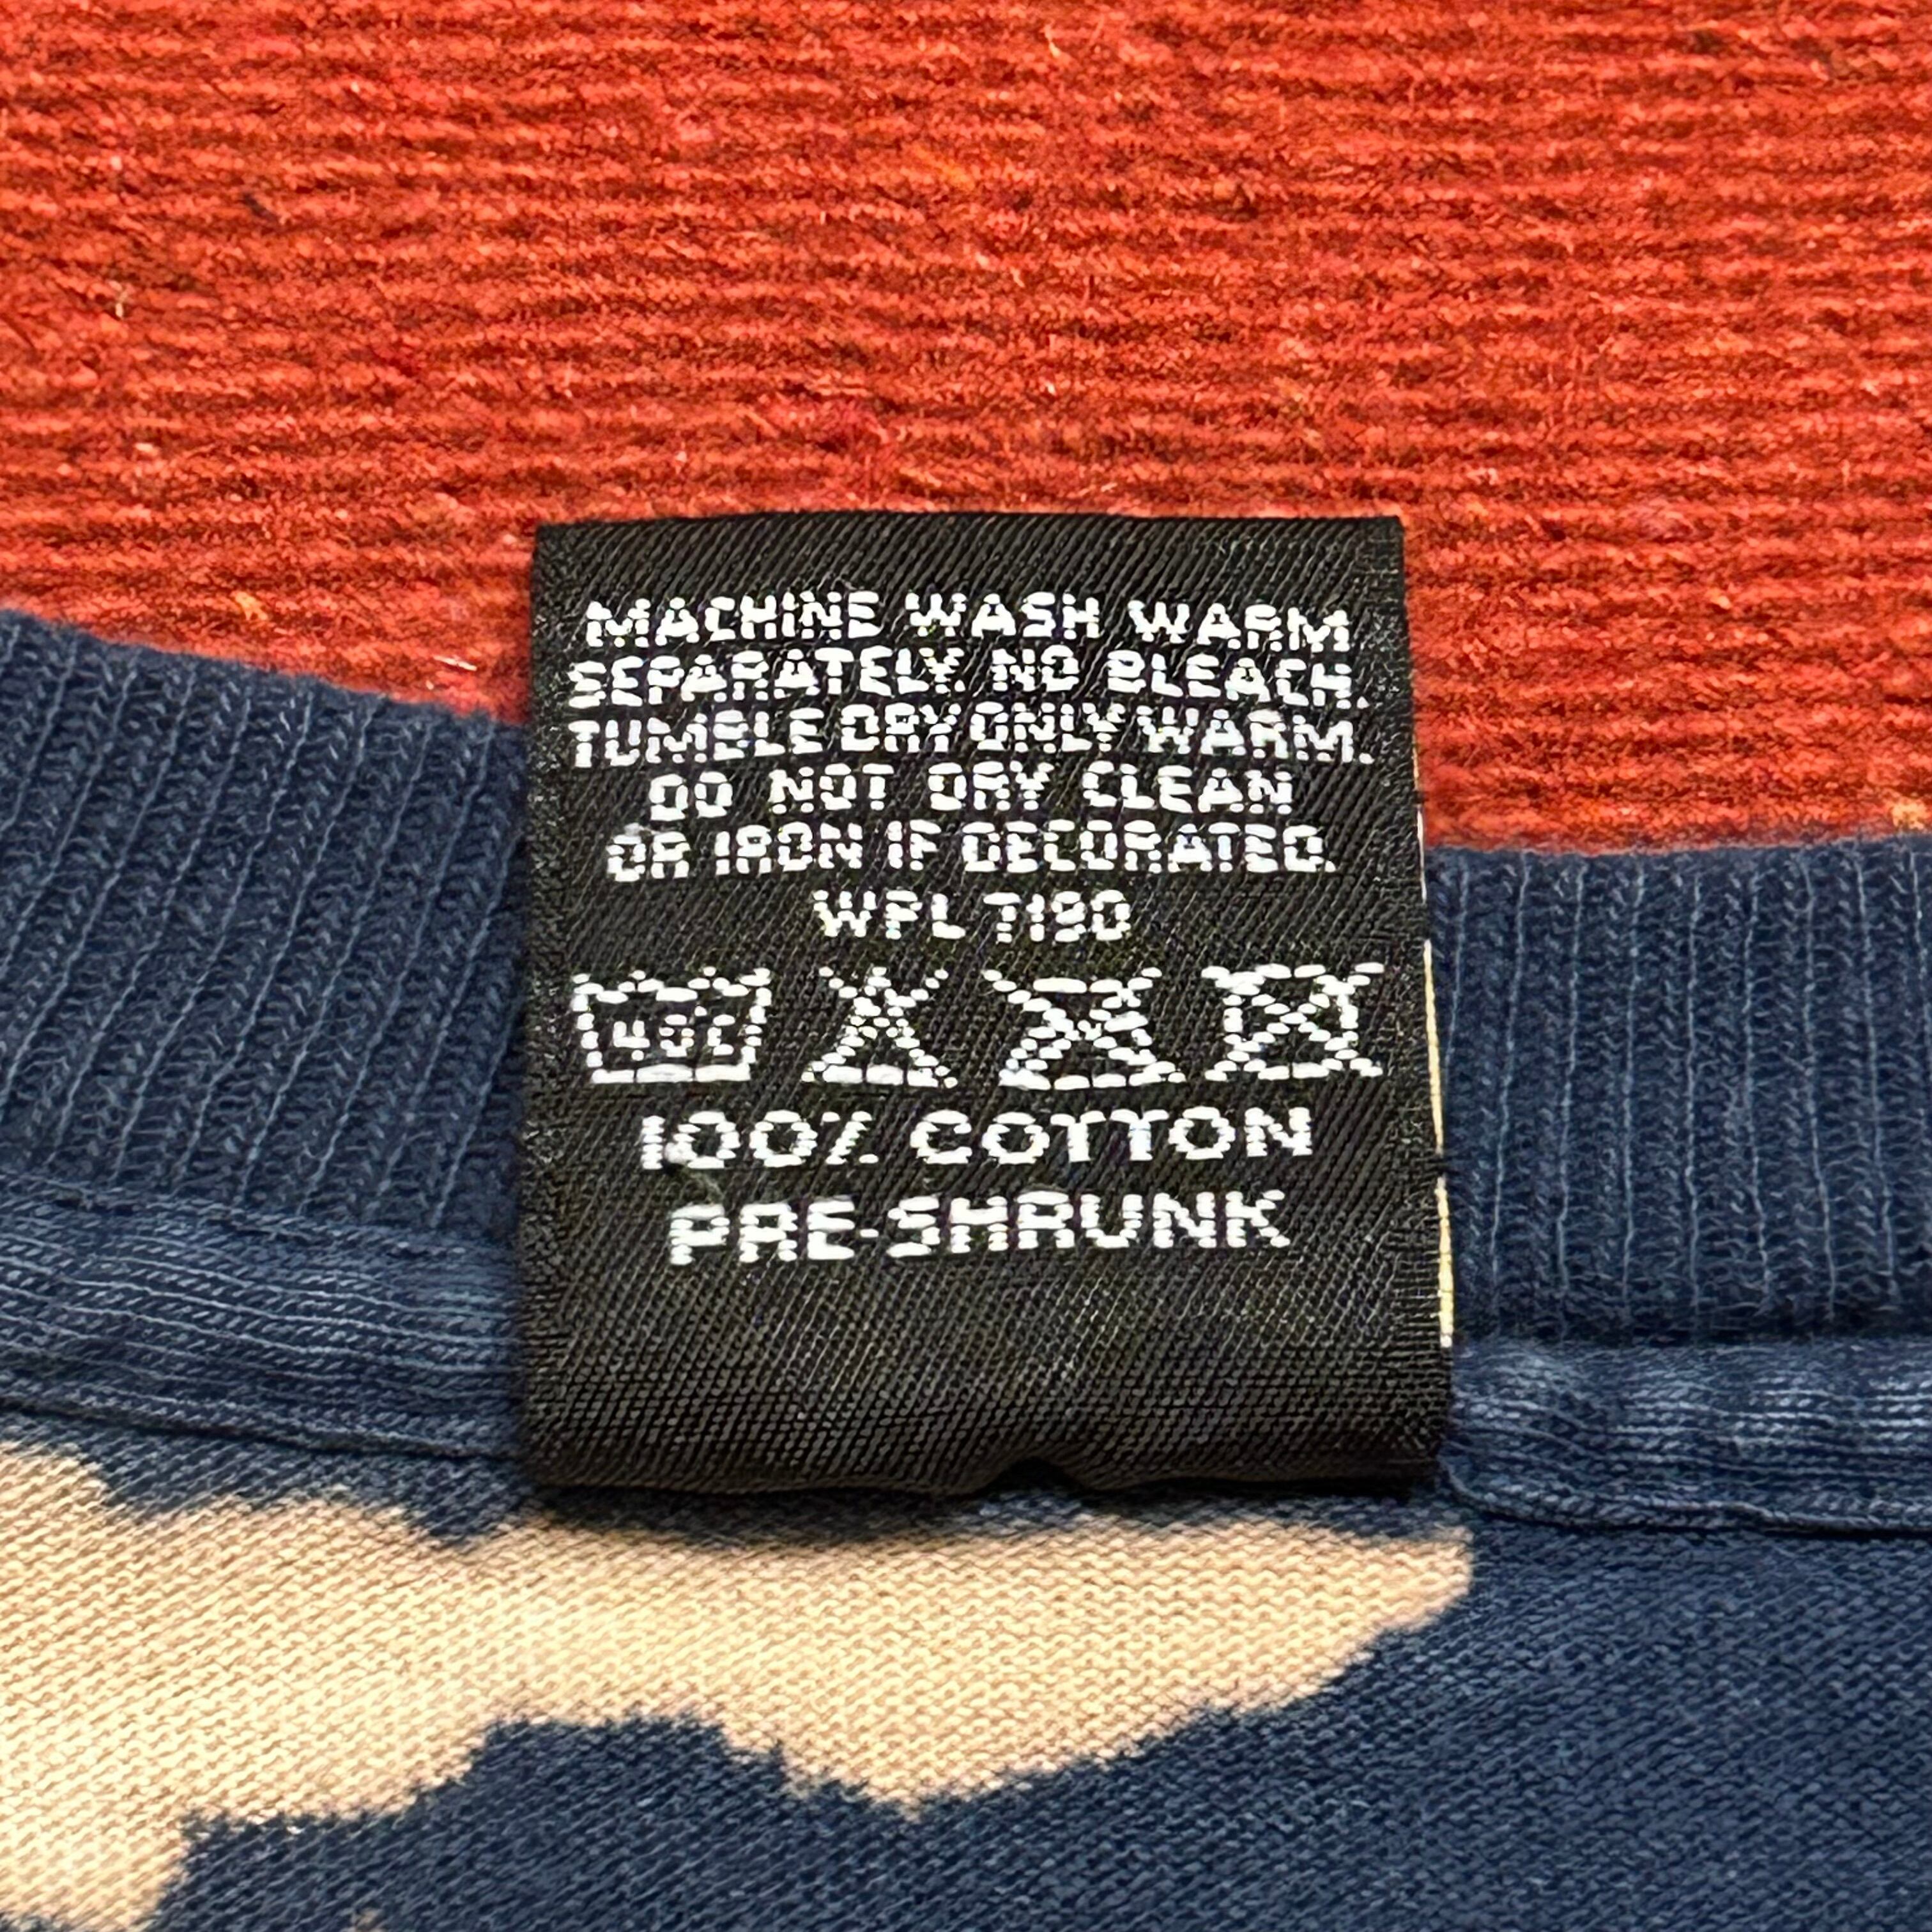 MACHINE WASH WARM
SEPARATELY. NO BLEACH.
TUMBLE DRY ONLY WARM.
DO NOT DRY CLEAN
OR IRON IF DECORATED.
WPL 7190
40C
100% COTTON
PRE-SHRUNK